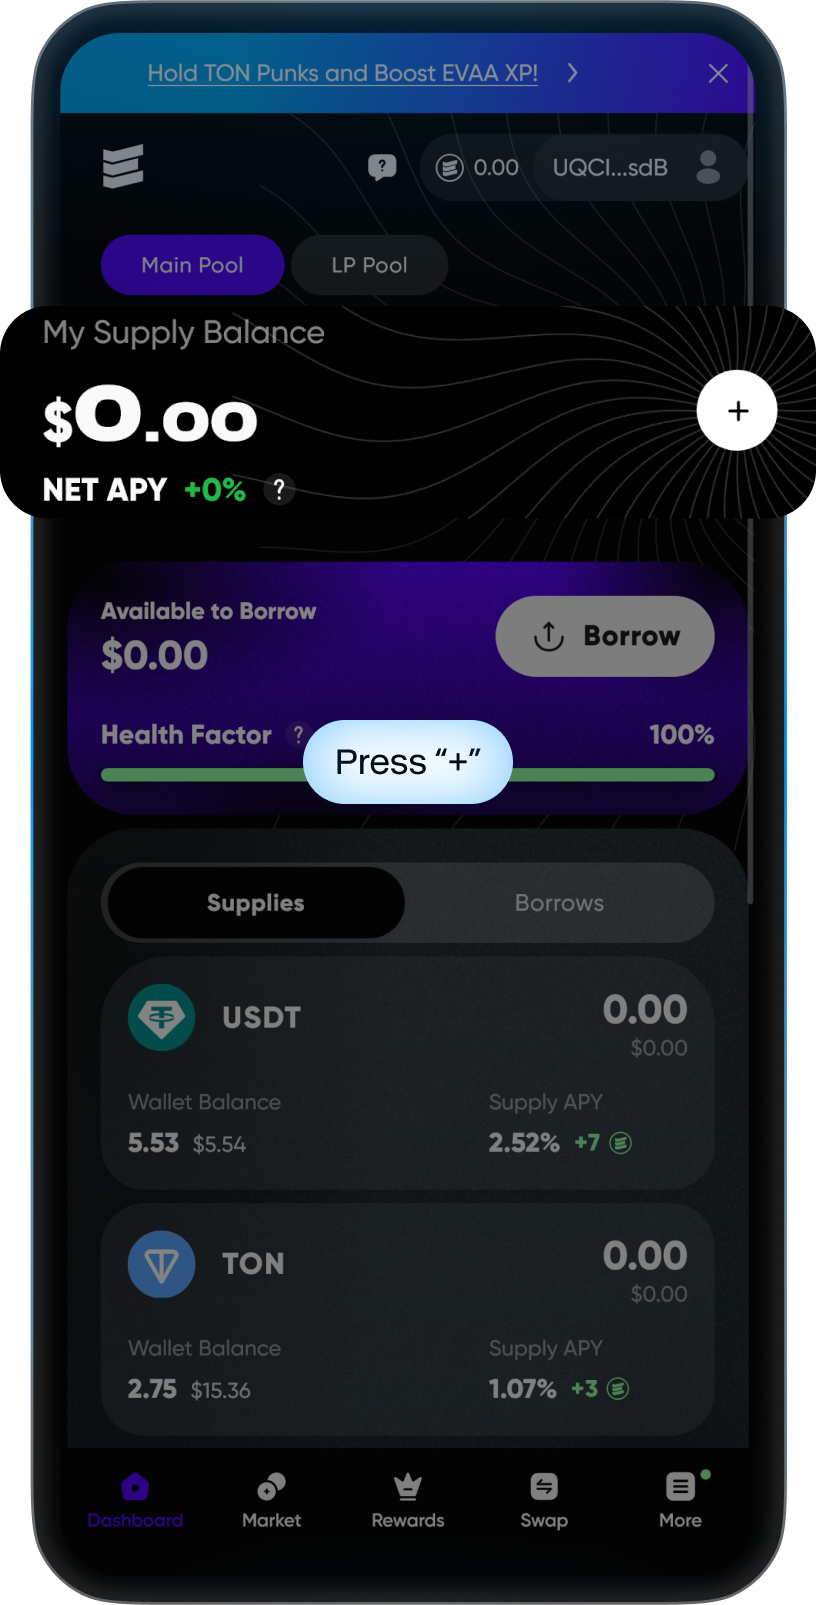 Hold TON Punks and Boost EVAA XP!
?
0.00
UQCI...sdB
Main Pool
LP Pool
My Supply Balance
$0.00
+
NET APY +0% ?
Available to Borrow
$0.00
Borrow
Health Factor ?
100%
Press “+”
Supplies
Borrows
USDT
0.00
$0.00
Wallet Balance
Supply APY
5.53 $5.54
2.52% +7
TON
0.00
$0.00
Wallet Balance
Supply APY
2.75 $15.36
1.07% +3
Dashboard
Market
Rewards
Swap
More